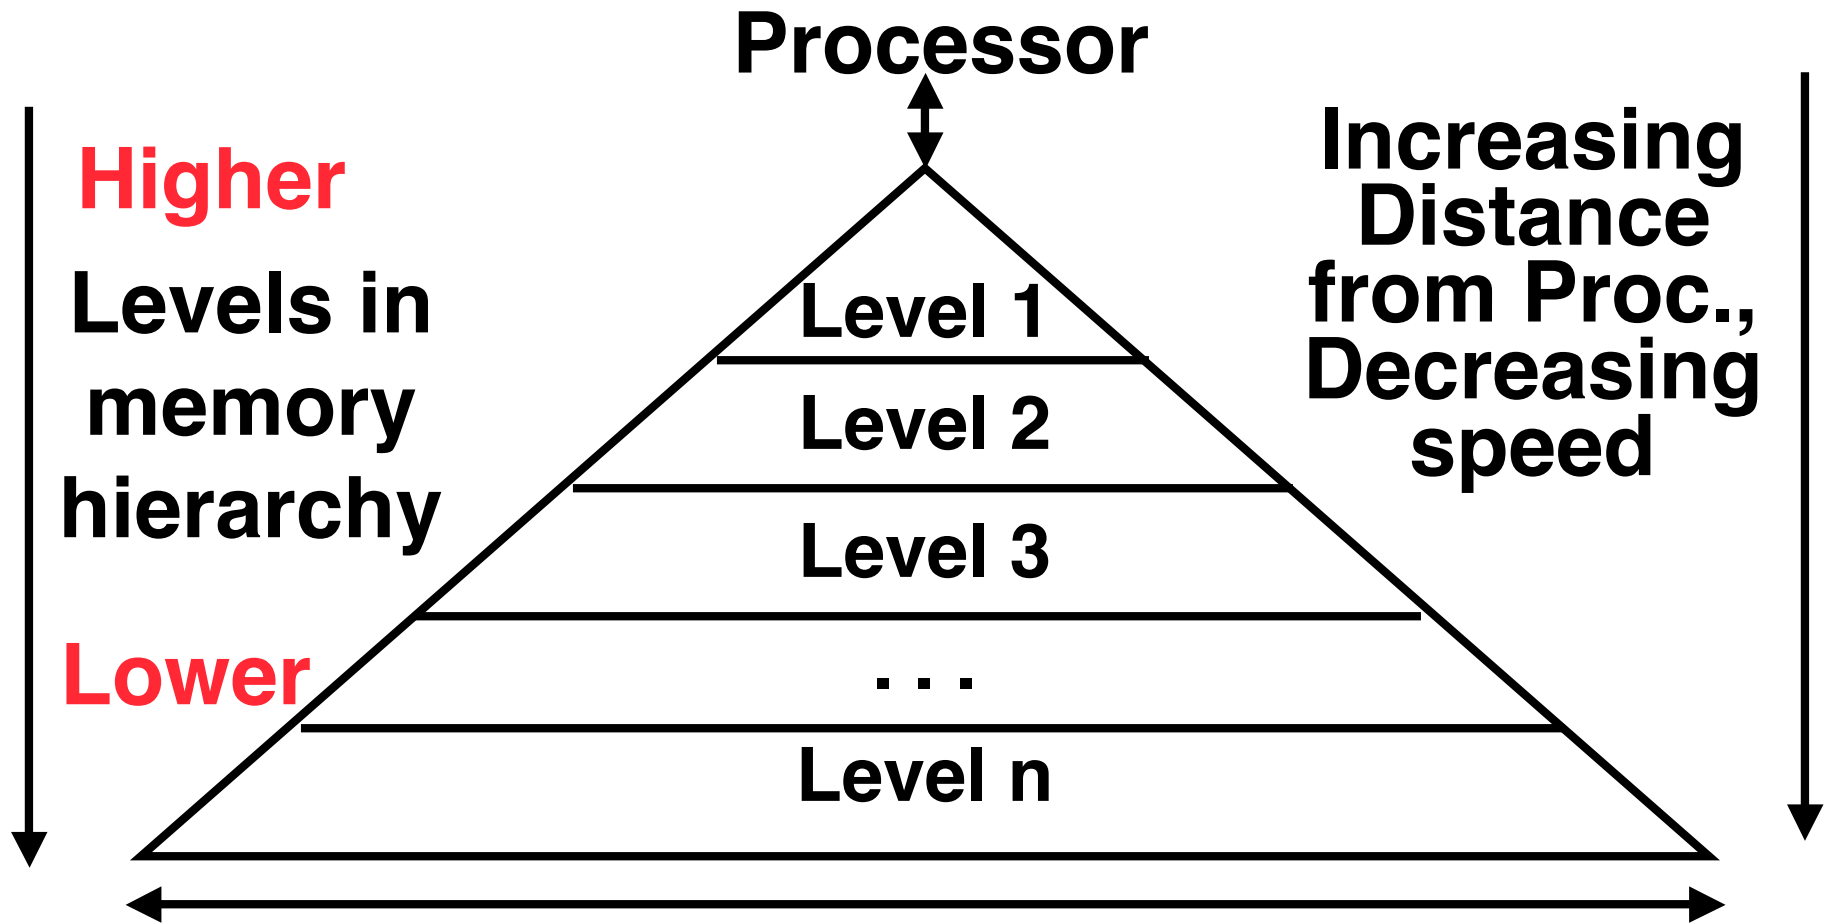 Processor
Higher
Levels in
memory
hierarchy
Lower
Increasing
Distance
from Proc.,
Decreasing
speed
Level 1
Level 2
Level 3
. . .
Level n